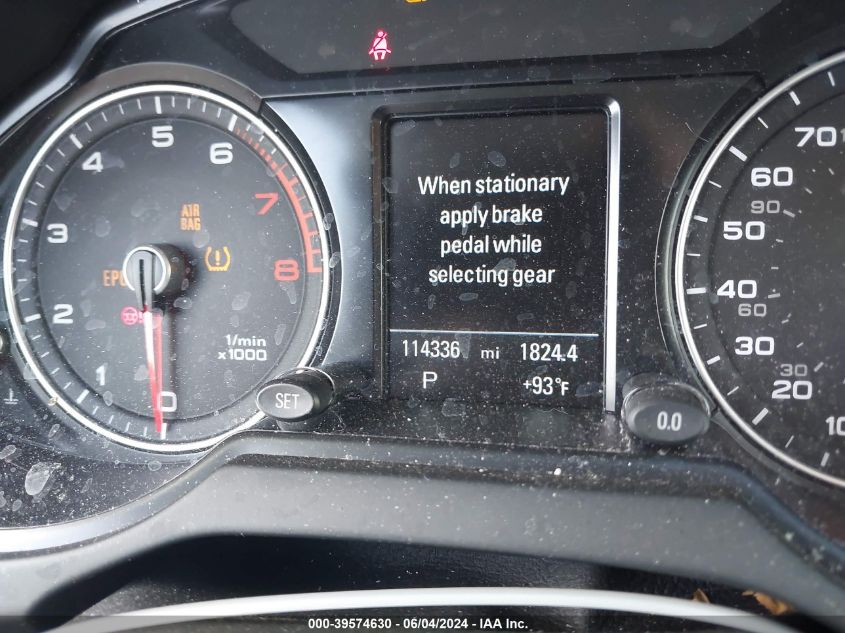 5
4
6
3
7
AIR
BAG
EPC
8
2
1/min
x1000
1
0
SET
When stationary
apply brake
pedal while
selecting gear
114336 mi 1824.4
P +93°F
0.0
70
60
90
50
40
60
30
30
20
10
000-39574630 - 06/04/2024 - IAA Inc.